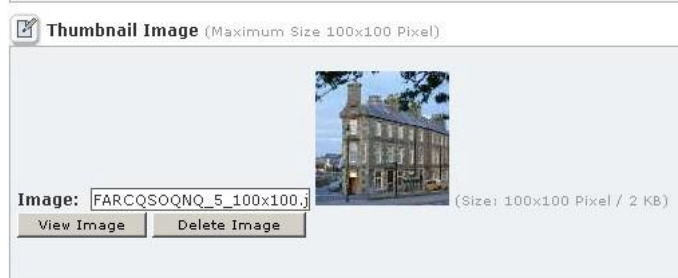 Thumbnail Image (Maximum Size 100x100 Pixel)
Image: FARCQSOQNQ_5_100x100.j (Size: 100x100 Pixel / 2 KB)
View Image Delete Image